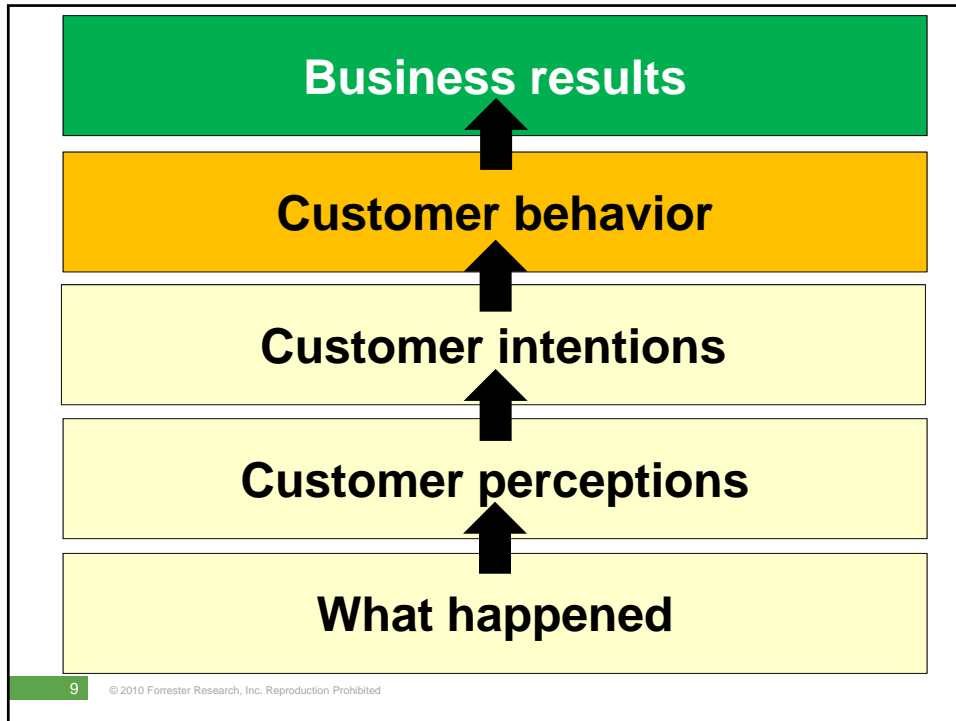 Business results
Customer behavior
Customer intentions
Customer perceptions
What happened
9 © 2010 Forrester Research, Inc. Reproduction Prohibited